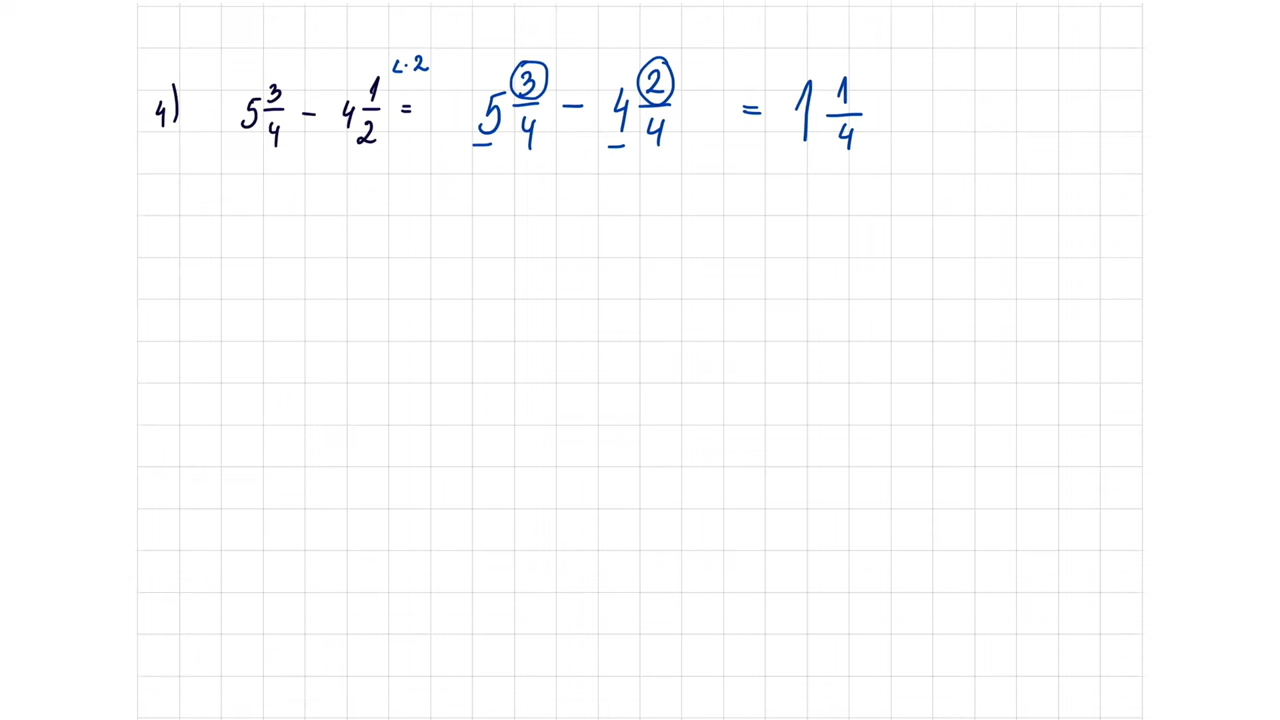 4) 5 3/4 - 4 1/2 ∠·2 = 5 3/4 - 4 2/4 = 1 1/4